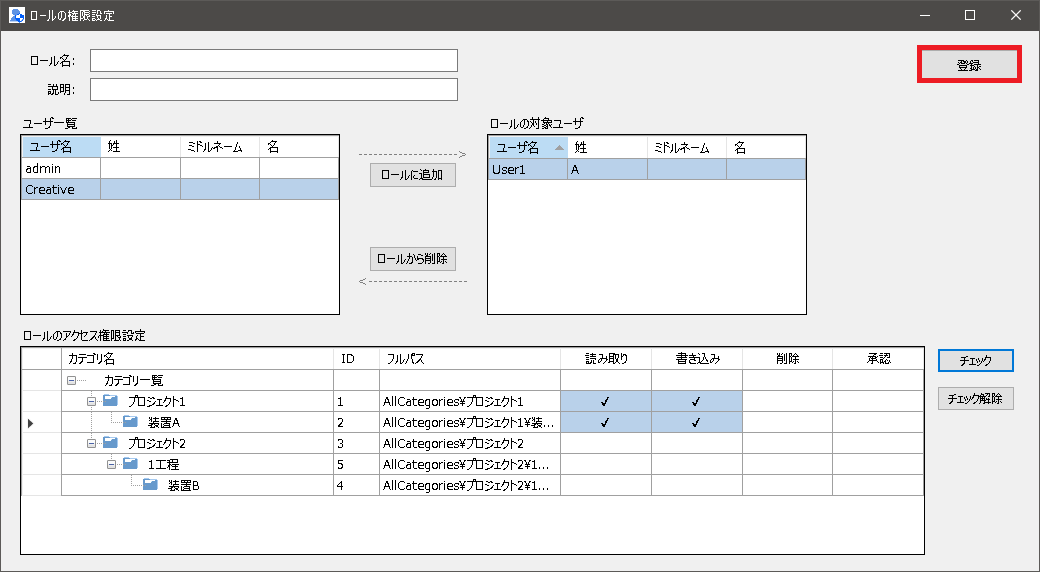 ロールの権限設定
ロール名:
登録
説明:
ユーザ一覧
ロールの対象ユーザ
ユーザ名 姓 ミドルネーム 名
admin
Creative
ロールに追加
ロールから削除
ユーザ名 姓 ミドルネーム 名
User1 A
ロールのアクセス権限設定
カテゴリ名 ID フルパス 読み取り 書き込み 削除 承認
カテゴリ一覧
プロジェクト1 1 AllCategories¥プロジェクト1 ✓ ✓
装置A 2 AllCategories¥プロジェクト1¥装... ✓ ✓
プロジェクト2 3 AllCategories¥プロジェクト2
1工程 5 AllCategories¥プロジェクト2¥1...
装置B 4 AllCategories¥プロジェクト2¥1...
チェック
チェック解除